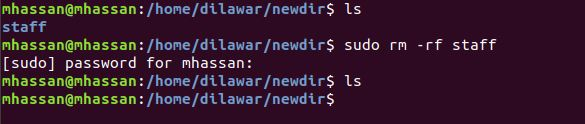 mhassan@mhassan:/home/dilawar/newdir$ ls
staff
mhassan@mhassan:/home/dilawar/newdir$ sudo rm -rf staff
[sudo] password for mhassan:
mhassan@mhassan:/home/dilawar/newdir$ ls
mhassan@mhassan:/home/dilawar/newdir$